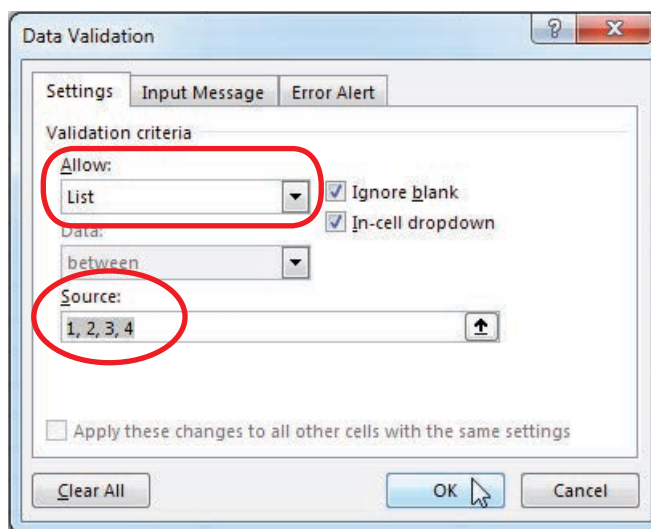 Data Validation
Settings Input Message Error Alert
Validation criteria
Allow:
List
Ignore blank
In-cell dropdown
Data:
between
Source:
1, 2, 3, 4
Apply these changes to all other cells with the same settings
Clear All OK Cancel